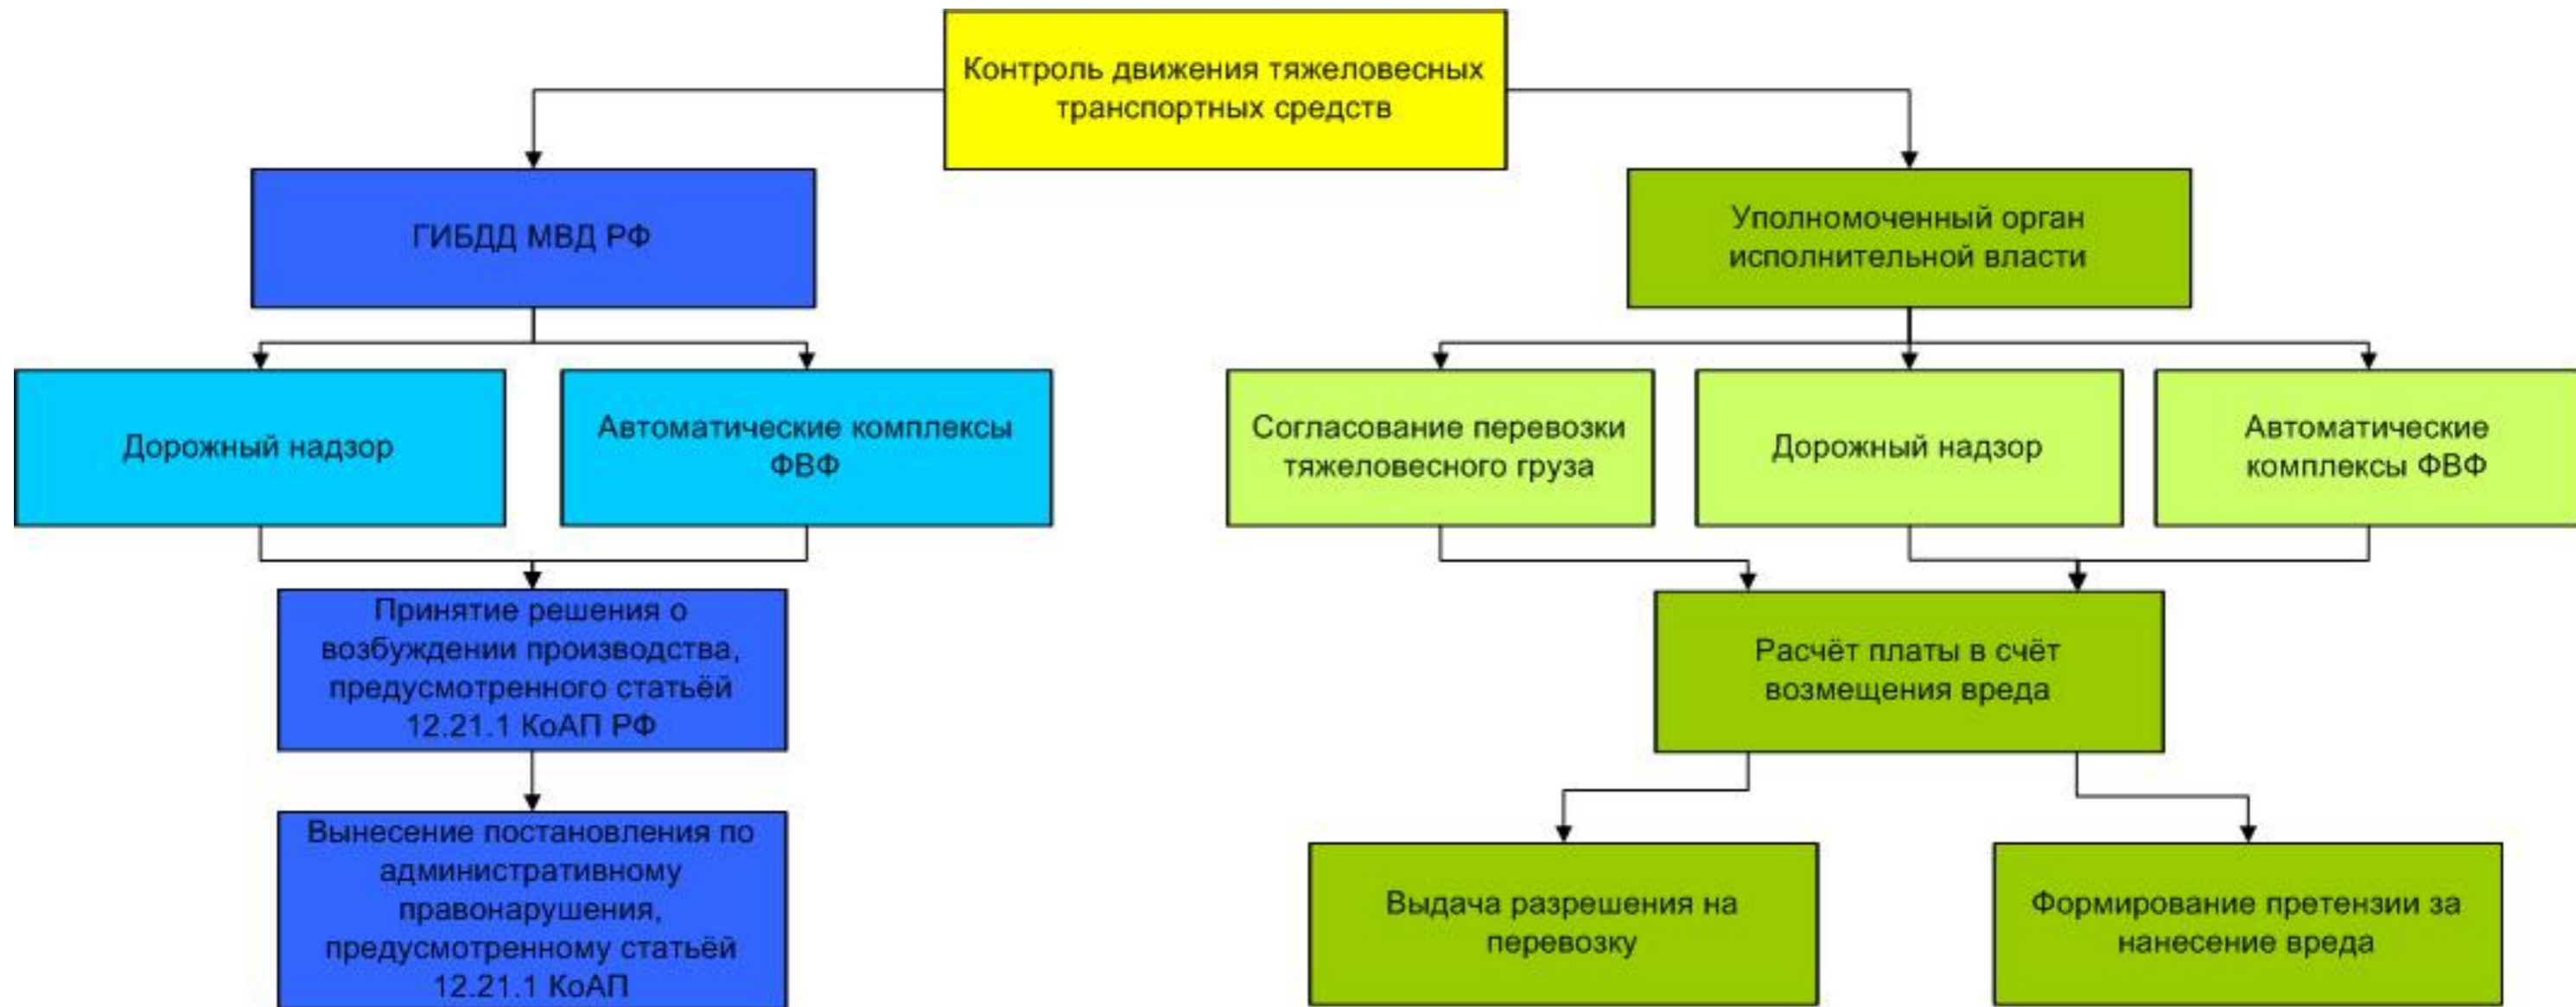 Контроль движения тяжеловесных
транспортных средств
ГИБДД МВД РФ
Уполномоченный орган
исполнительной власти
Дорожный надзор
Автоматические комплексы
ФВФ
Согласование перевозки
тяжеловесного груза
Дорожный надзор
Автоматические
комплексы ФВФ
Принятие решения о
возбуждении производства,
предусмотренного статьёй
12.21.1 КоАП РФ
Расчёт платы в счёт
возмещения вреда
Вынесение постановления по
административному
правонарушения,
предусмотренному статьёй
12.21.1 КоАП
Выдача разрешения на
перевозку
Формирование претензии за
нанесение вреда